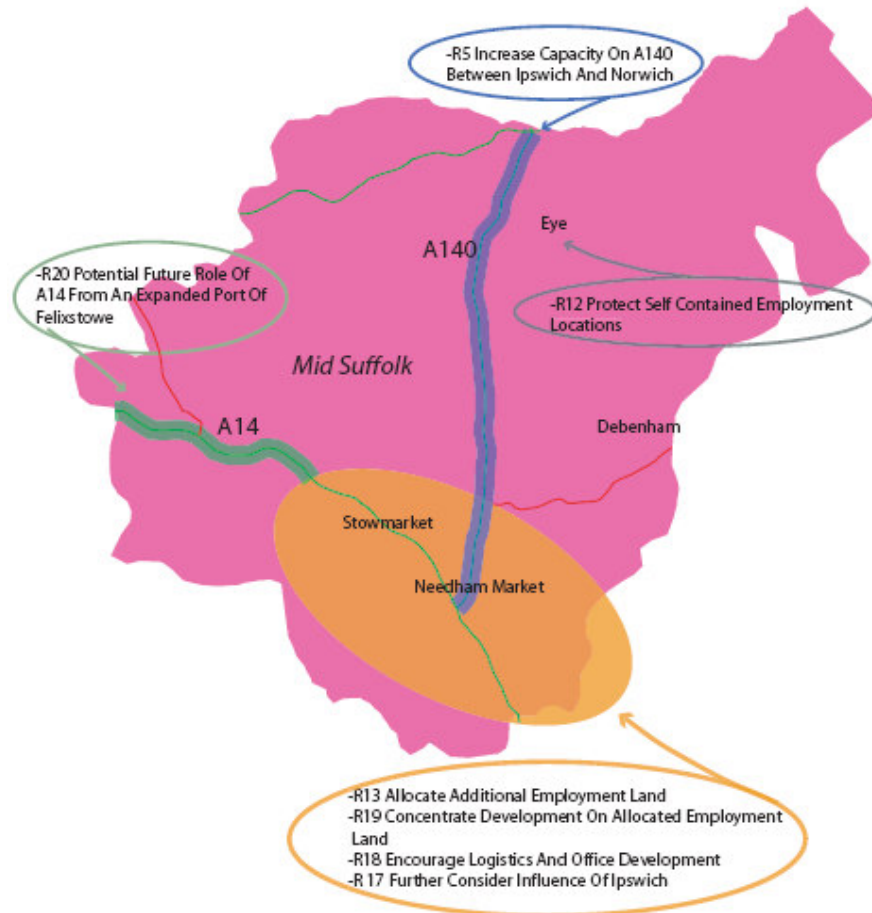 -R5 Increase Capacity On A140
Between Ipswich And Norwich
A140
Eye
-R20 Potential Future Role Of
A14 From An Expanded Port Of
Felixstowe
-R12 Protect Self Contained Employment
Locations
Mid Suffolk
A14
Debenham
Stowmarket
Needham Market
-R13 Allocate Additional Employment Land
-R19 Concentrate Development On Allocated Employment
Land
-R18 Encourage Logistics And Office Development
-R 17 Further Consider Influence Of Ipswich